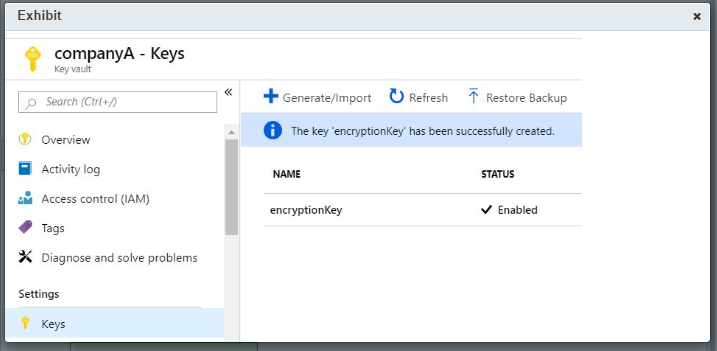 Exhibit
companyA - Keys
Key vault
Search (Ctrl+/)
Overview
Activity log
Access control (IAM)
Tags
Diagnose and solve problems
Settings
Keys
Generate/Import Refresh Restore Backup
The key 'encryptionKey' has been successfully created.
NAME STATUS
encryptionKey Enabled